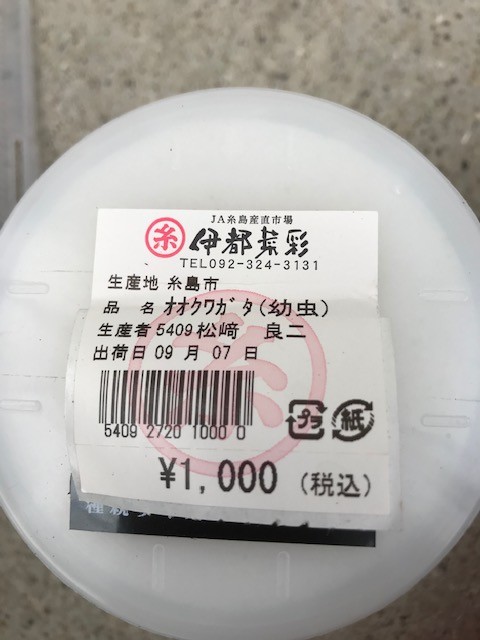 JA糸島産直市場
糸 伊都菜彩
TEL092-324-3131
生産地 糸島市
品 名 ｵｵｸﾜｶﾞﾀ(幼虫)
生産者 5409 松﨑 良二
出荷日 09 月 07 日
5409 2720 1000 0
プラ 紙
¥1,000 (税込)